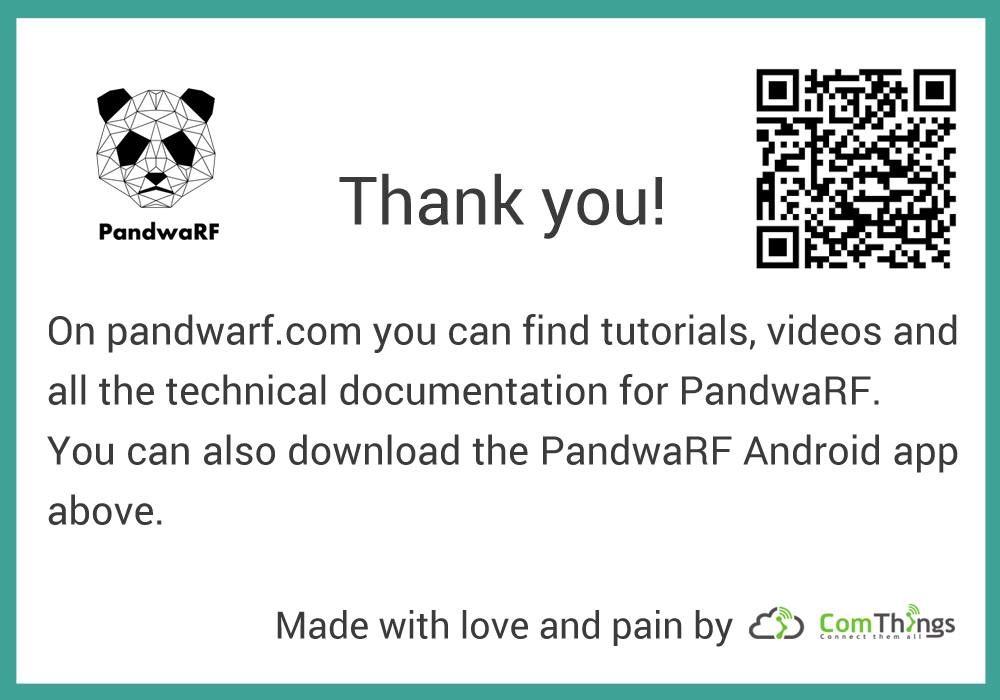 PandwaRF
Thank you!
On pandwarf.com you can find tutorials, videos and
all the technical documentation for PandwaRF.
You can also download the PandwaRF Android app
above.
Made with love and pain by
ComThings
Connect them all